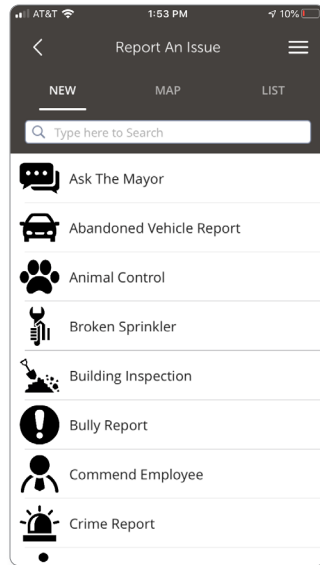 AT&T 1:53 PM 10%
Report An Issue
NEW MAP LIST
Type here to Search
Ask The Mayor
Abandoned Vehicle Report
Animal Control
Broken Sprinkler
Building Inspection
Bully Report
Commend Employee
Crime Report